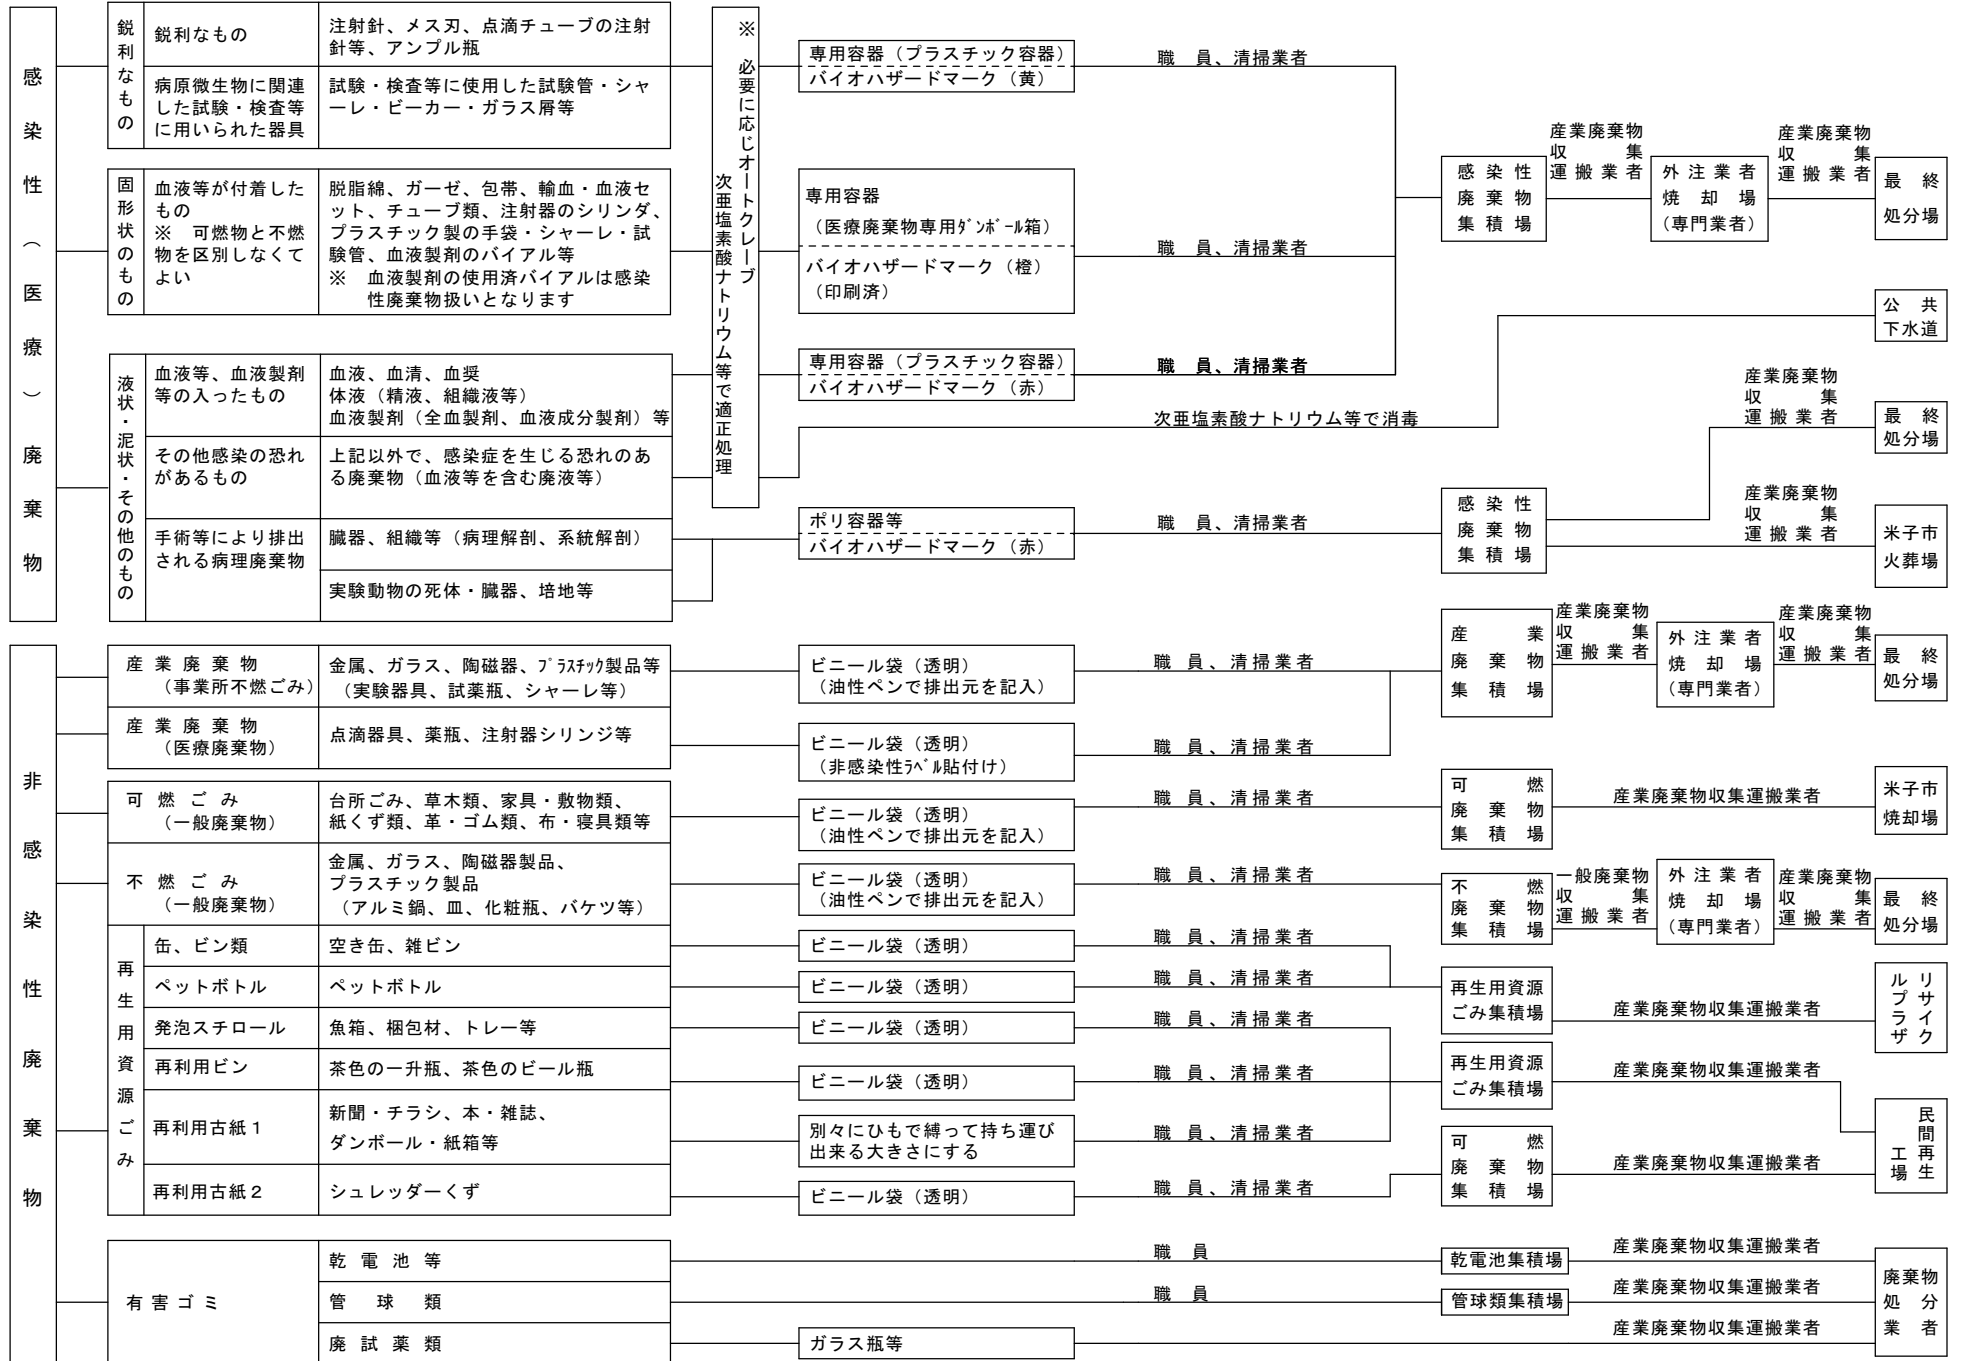 感染性（医療）廃棄物
鋭利なもの
鋭利なもの
注射針、メス刃、点滴チューブの注射
針等、アンプル瓶
病原微生物に関連
した試験・検査等
に用いられた器具
試験・検査等に使用した試験管・シャ
ーレ・ビーカー・ガラス屑等
固形状のもの
血液等が付着した
もの
※　可燃物と不燃
物を区別しなくて
よい
脱脂綿、ガーゼ、包帯、輸血・血液セ
ット、チューブ類、注射器のシリンダ、
プラスチック製の手袋・シャーレ・試
験管、血液製剤のバイアル等
※　血液製剤の使用済バイアルは感染
性廃棄物扱いとなります
液状・泥状・その他のもの
血液等、血液製剤
等の入ったもの
血液、血清、血奨
体液（精液、組織液等）
血液製剤（全血製剤、血液成分製剤）等
その他感染の恐れ
があるもの
上記以外で、感染症を生じる恐れのあ
る廃棄物（血液等を含む廃液等）
手術等により排出
される病理廃棄物
臓器、組織等（病理解剖、系統解剖）
実験動物の死体・臓器、培地等
※　必要に応じオートクレーブ
次亜塩素酸ナトリウム等で適正処理
専用容器（プラスチック容器）
バイオハザードマーク（黄）
職　員、清掃業者
専用容器
（医療廃棄物専用ﾀﾞﾝﾎﾞｰﾙ箱）
バイオハザードマーク（橙）
（印刷済）
職　員、清掃業者
専用容器（プラスチック容器）
バイオハザードマーク（赤）
職　員、清掃業者
次亜塩素酸ナトリウム等で消毒
ポリ容器等
バイオハザードマーク（赤）
職　員、清掃業者
感 染 性
廃 棄 物
集 積 場
産業廃棄物
収　　　集
運 搬 業 者
外 注 業 者
焼　却　場
（専門業者）
産業廃棄物
収　　　集
運 搬 業 者
最　終
処分場
公　共
下水道
感 染 性
廃 棄 物
集 積 場
産業廃棄物
収　　　集
運 搬 業 者
最　終
処分場
産業廃棄物
収　　　集
運 搬 業 者
米子市
火葬場
非感染性廃棄物
産 業 廃 棄 物
（事業所不燃ごみ）
金属、ガラス、陶磁器、ﾌﾟﾗｽﾁｯｸ製品等
（実験器具、試薬瓶、シャーレ等）
ビニール袋（透明）
（油性ペンで排出元を記入）
職　員、清掃業者
産 業 廃 棄 物
（医療廃棄物）
点滴器具、薬瓶、注射器シリンジ等
ビニール袋（透明）
（非感染性ﾗﾍﾞﾙ貼付け）
職　員、清掃業者
産　　　業
廃　棄　物
集　積　場
産業廃棄物
収　　　集
運 搬 業 者
外 注 業 者
焼　却　場
（専門業者）
産業廃棄物
収　　　集
運 搬 業 者
最　終
処分場
可 燃 ご み
（一般廃棄物）
台所ごみ、草木類、家具・敷物類、
紙くず類、革・ゴム類、布・寝具類等
ビニール袋（透明）
（油性ペンで排出元を記入）
職　員、清掃業者
可　　　燃
廃　棄　物
集　積　場
産業廃棄物収集運搬業者
米子市
焼却場
不 燃 ご み
（一般廃棄物）
金属、ガラス、陶磁器製品、
プラスチック製品
（アルミ鍋、皿、化粧瓶、バケツ等）
ビニール袋（透明）
（油性ペンで排出元を記入）
職　員、清掃業者
不　　　燃
廃　棄　物
集　積　場
一般廃棄物
収　　　集
運 搬 業 者
外 注 業 者
焼　却　場
（専門業者）
産業廃棄物
収　　　集
運 搬 業 者
最　終
処分場
再生用資源ごみ
缶、ビン類
空き缶、雑ビン
ビニール袋（透明）
職　員、清掃業者
ペットボトル
ペットボトル
ビニール袋（透明）
職　員、清掃業者
再生用資源
ごみ集積場
産業廃棄物収集運搬業者
リサイク
ルプラザ
発泡スチロール
魚箱、梱包材、トレー等
ビニール袋（透明）
職　員、清掃業者
再利用ビン
茶色の一升瓶、茶色のビール瓶
ビニール袋（透明）
職　員、清掃業者
再生用資源
ごみ集積場
産業廃棄物収集運搬業者
再利用古紙１
新聞・チラシ、本・雑誌、
ダンボール・紙箱等
別々にひもで縛って持ち運び
出来る大きさにする
職　員、清掃業者
再利用古紙２
シュレッダーくず
ビニール袋（透明）
職　員、清掃業者
可　　　燃
廃　棄　物
集　積　場
産業廃棄物収集運搬業者
民間再生
工場
有 害 ゴ ミ
乾 電 池 等
職　員
乾電池集積場
産業廃棄物収集運搬業者
管　球　類
職　員
管球類集積場
産業廃棄物収集運搬業者
廃 試 薬 類
ガラス瓶等
産業廃棄物収集運搬業者
廃棄物
処　分
業　者